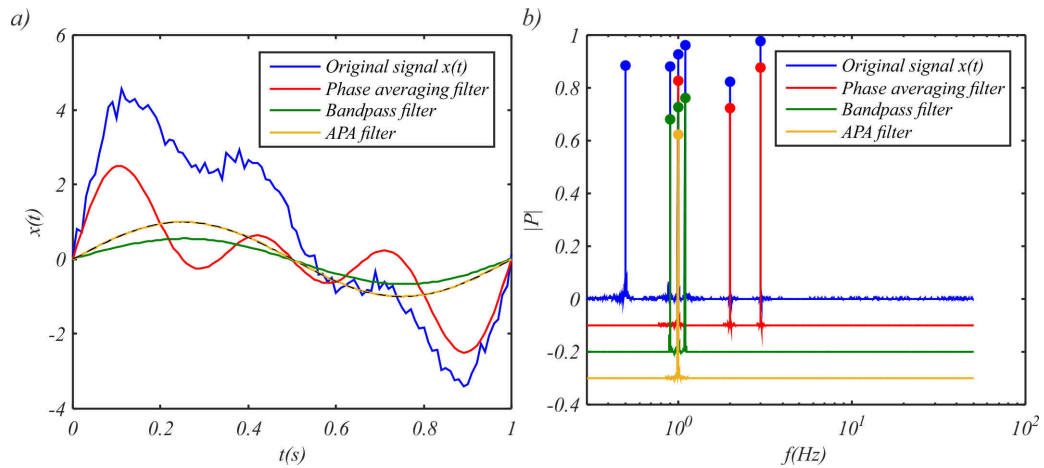 a)
6
4
2
0
-2
-4
x(t)
0
0.2
0.4
0.6
0.8
1
t(s)
Original signal x(t)
Phase averaging filter
Bandpass filter
APA filter
b)
1
0.8
0.6
0.4
0.2
0
-0.2
-0.4
|P|
10^0
10^1
10^2
f(Hz)
Original signal x(t)
Phase averaging filter
Bandpass filter
APA filter